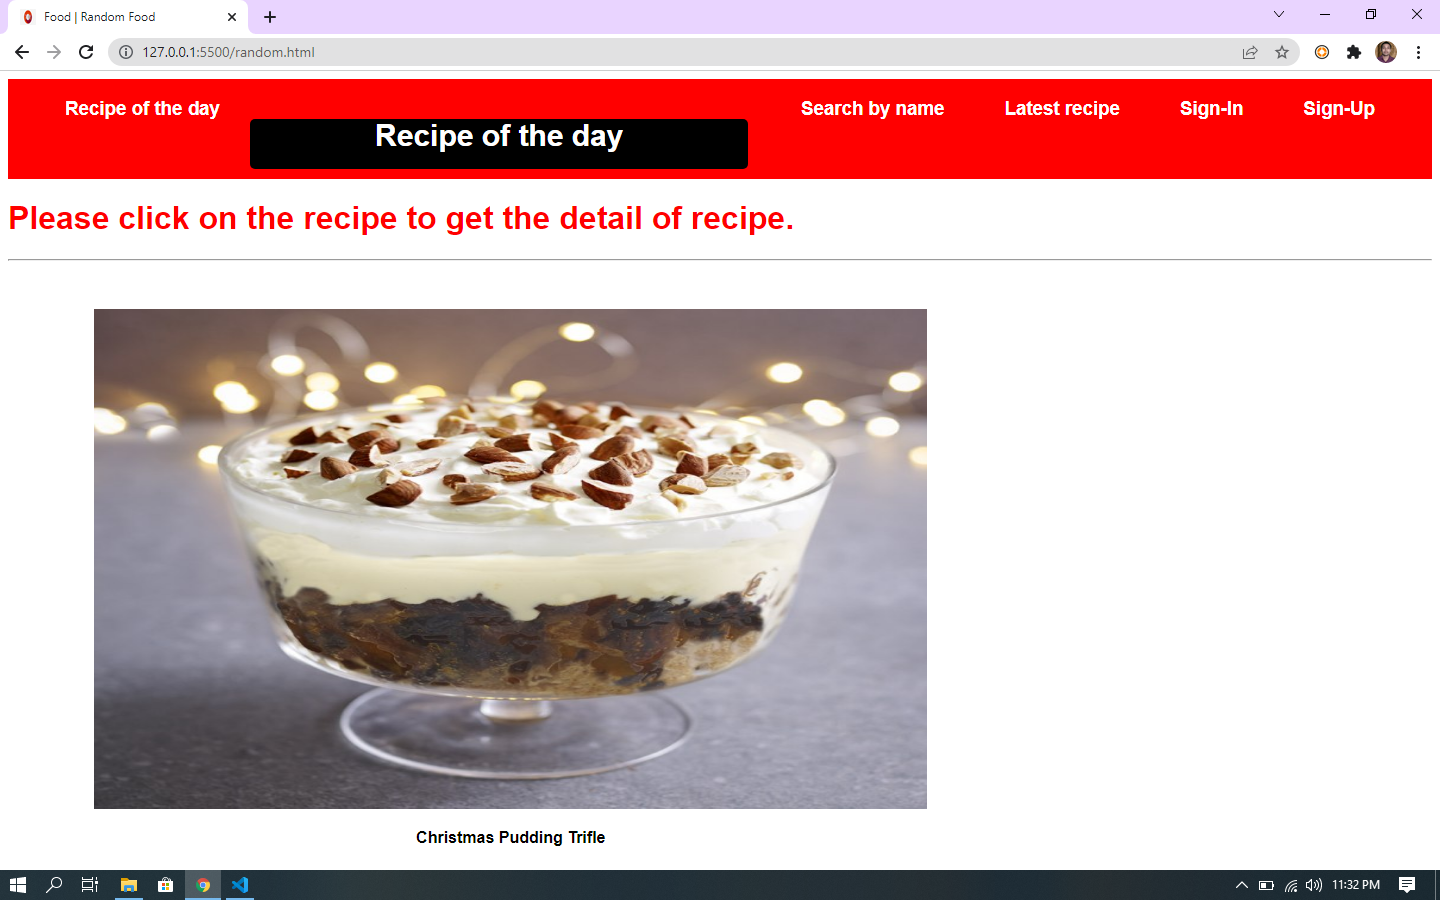 Food | Random Food
127.0.0.1:5500/random.html
Recipe of the day
Recipe of the day
Search by name
Latest recipe
Sign-In
Sign-Up
Please click on the recipe to get the detail of recipe.
Christmas Pudding Trifle
11:32 PM